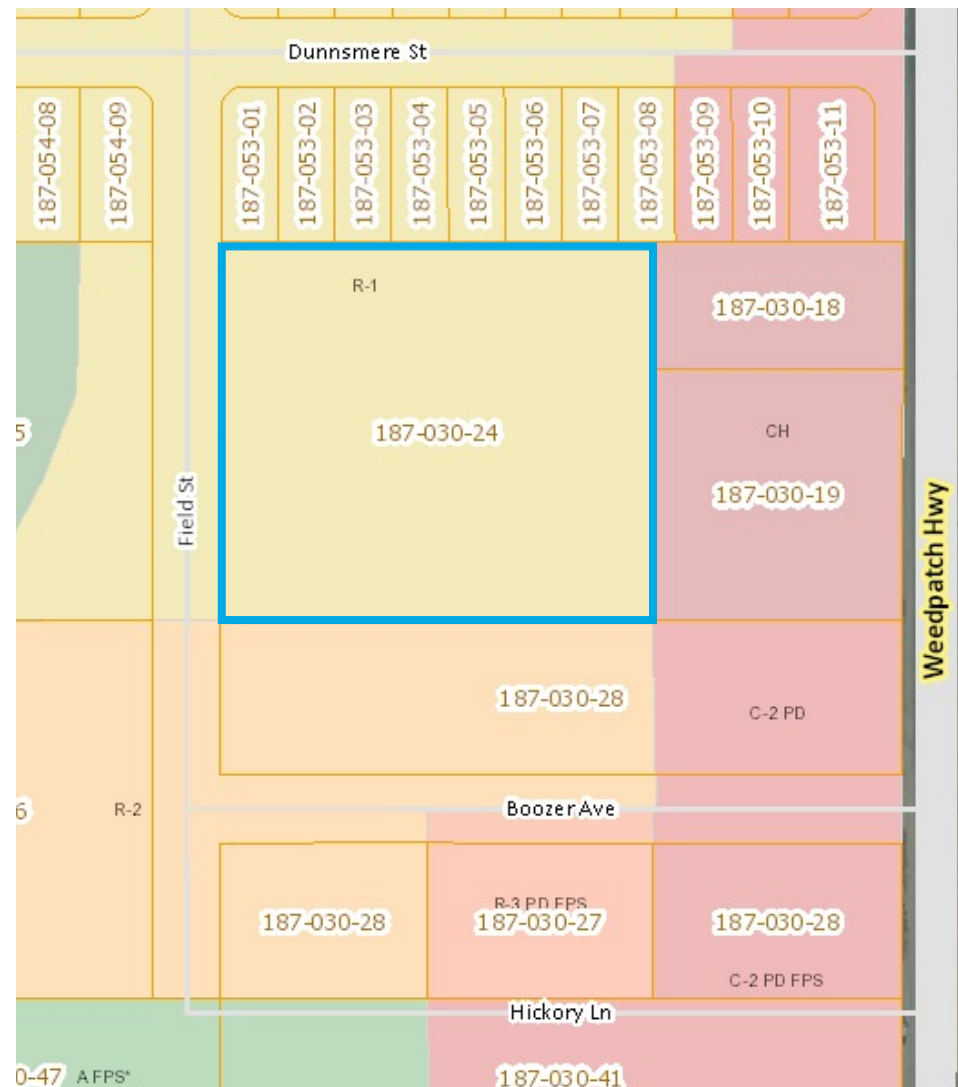 Dunnsmere St
187-054-08
187-054-09
187-053-01
187-053-02
187-053-03
187-053-04
187-053-05
187-053-06
187-053-07
187-053-08
187-053-09
187-053-10
187-053-11
R-1
187-030-18
5
187-030-24
CH
187-030-19
Field St
Weedpatch Hwy
187-030-28
C-2 PD
6
R-2
Boozer Ave
R-3 PD FPS
187-030-28
187-030-27
187-030-28
C-2 PD FPS
Hickory Ln
0-47
A FPS*
187-030-41